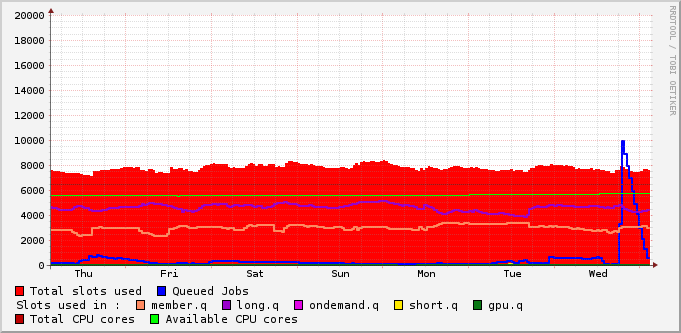 20000
18000
16000
14000
12000
10000
8000
6000
4000
2000
0
Thu Fri Sat Sun Mon Tue Wed
Total slots used Queued Jobs
Slots used in : member.q long.q ondemand.q short.q gpu.q
Total CPU cores Available CPU cores
RRDTOOL / TOBI OETIKER